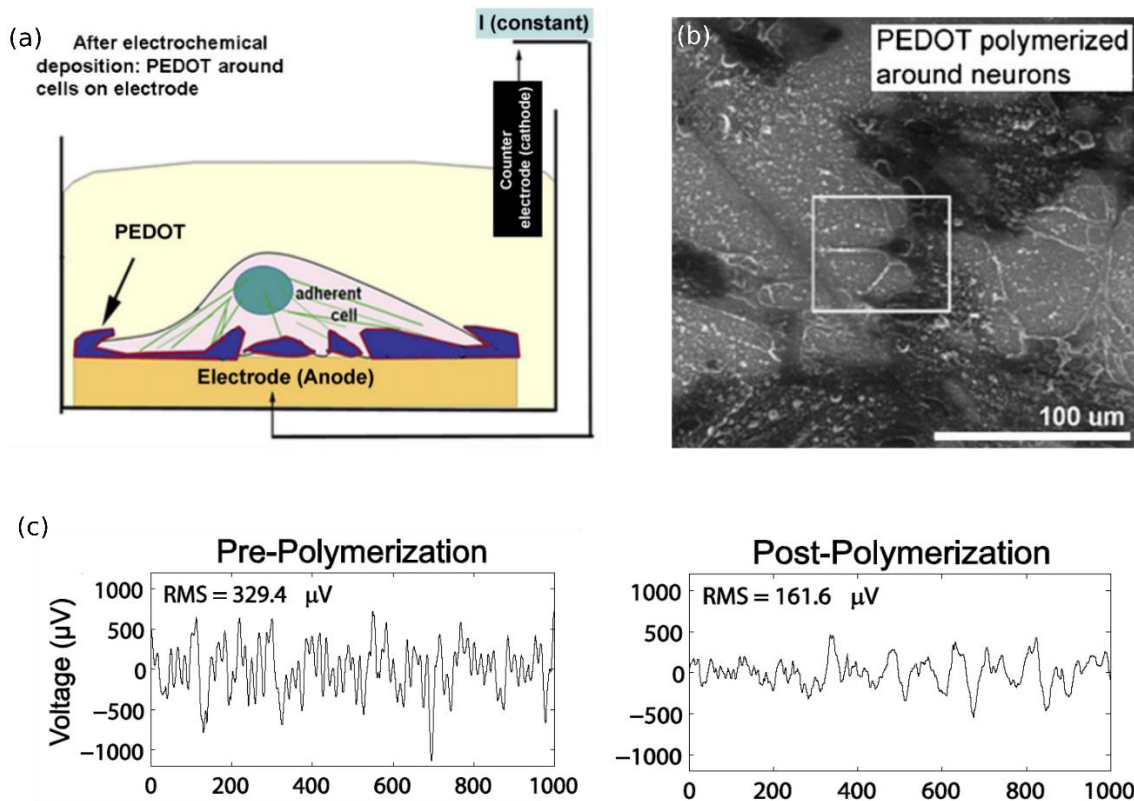 (a)
After electrochemical
deposition: PEDOT around
cells on electrode
I (constant)
Counter
electrode (cathode)
PEDOT
adherent
cell
Electrode (Anode)
(b)
PEDOT polymerized
around neurons
100 um
(c)
Pre-Polymerization
RMS = 329.4 μV
Voltage (μV)
1000
500
0
−500
−1000
0 200 400 600 800 1000
Post-Polymerization
RMS = 161.6 μV
1000
500
0
−500
−1000
0 200 400 600 800 1000